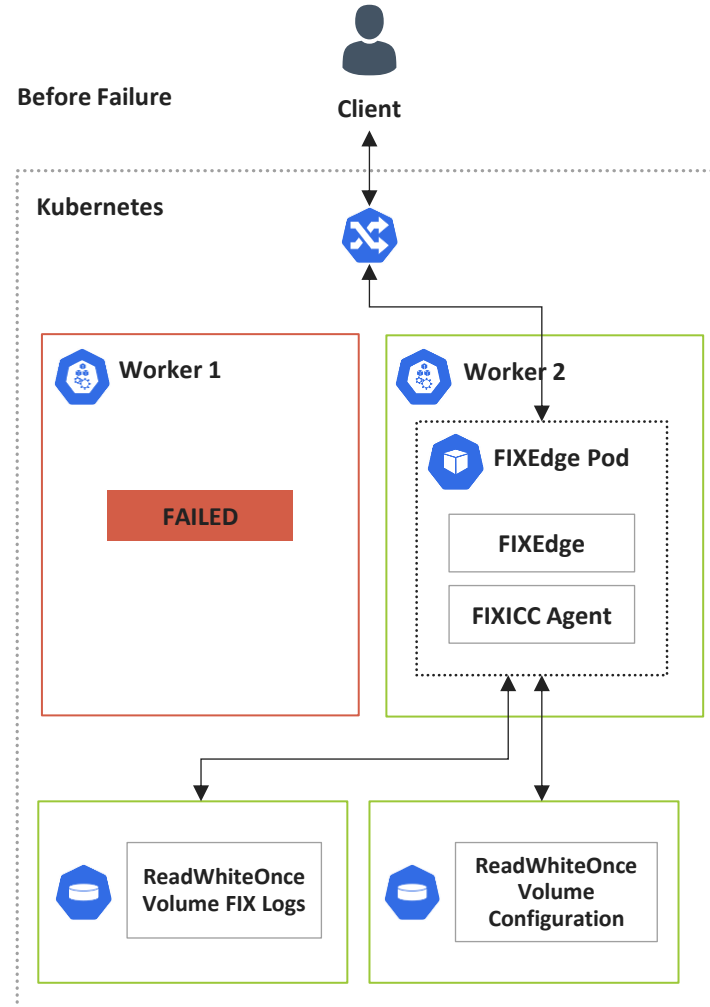 Before Failure
Client
Kubernetes
Worker 1
FAILED
Worker 2
FIXEdge Pod
FIXEdge
FIXICC Agent
ReadWhiteOnce
Volume FIX Logs
ReadWhiteOnce
Volume
Configuration